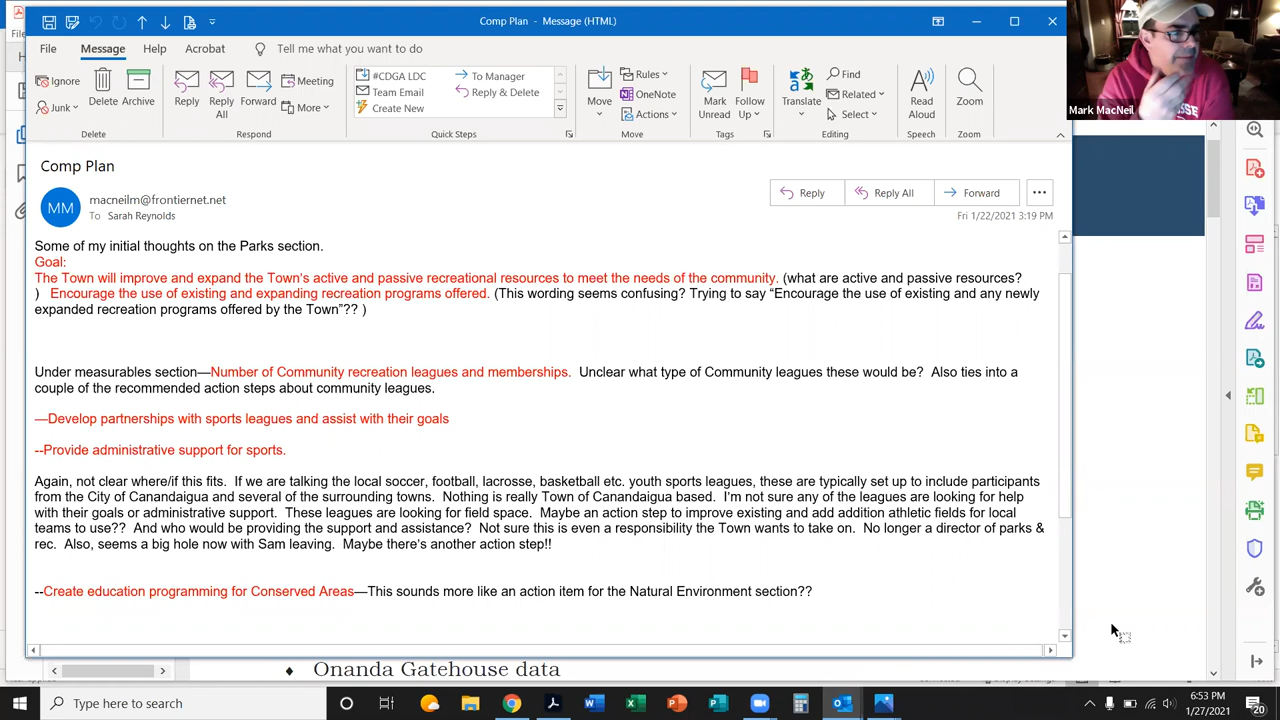 Comp Plan - Message (HTML)
File Message Help Acrobat Tell me what you want to do
Ignore
Junk
Delete Archive
Reply Reply All Forward
Meeting
More
#CDGA LDC To Manager
Team Email Reply & Delete
Create New
Move
Rules
OneNote
Actions
Mark Unread Follow Up
Translate
Find
Related
Select
Read Aloud
Zoom
Delete Respond Quick Steps Move Tags Editing Speech Zoom
Mark MacNeil
Comp Plan
MM
macneilm@frontiernet.net
To Sarah Reynolds
Reply Reply All Forward
Fri 1/22/2021 3:19 PM
Some of my initial thoughts on the Parks section.
Goal:
The Town will improve and expand the Town's active and passive recreational resources to meet the needs of the community. (what are active and passive resources?
) Encourage the use of existing and expanding recreation programs offered. (This wording seems confusing? Trying to say “Encourage the use of existing and any newly
expanded recreation programs offered by the Town”?? )
Under measurables section—Number of Community recreation leagues and memberships. Unclear what type of Community leagues these would be? Also ties into a
couple of the recommended action steps about community leagues.
—Develop partnerships with sports leagues and assist with their goals
--Provide administrative support for sports.
Again, not clear where/if this fits. If we are talking the local soccer, football, lacrosse, basketball etc. youth sports leagues, these are typically set up to include participants
from the City of Canandaigua and several of the surrounding towns. Nothing is really Town of Canandaigua based. I'm not sure any of the leagues are looking for help
with their goals or administrative support. These leagues are looking for field space. Maybe an action step to improve existing and add addition athletic fields for local
teams to use?? And who would be providing the support and assistance? Not sure this is even a responsibility the Town wants to take on. No longer a director of parks &
rec. Also, seems a big hole now with Sam leaving. Maybe there's another action step!!
--Create education programming for Conserved Areas—This sounds more like an action item for the Natural Environment section??
♦ Onanda Gatehouse data
Type here to search
6:53 PM
1/27/2021
20